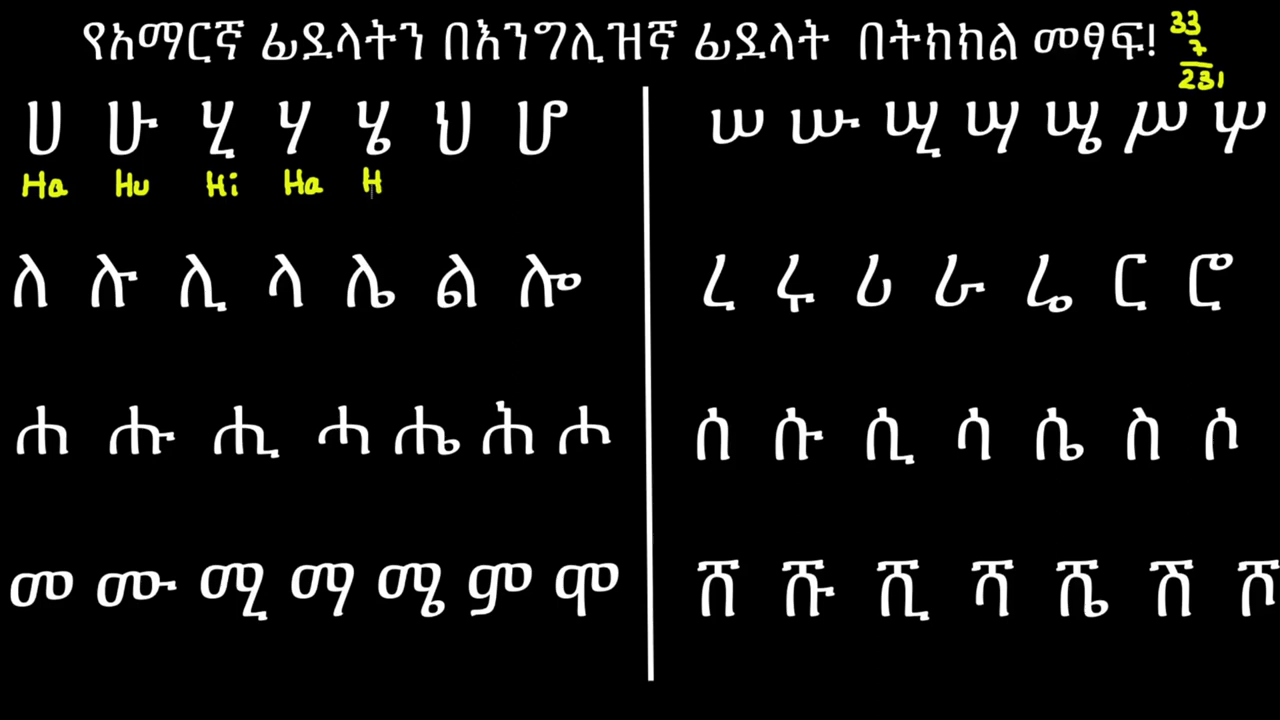 የአማርኛ ፊደላትን በእንግሊዝኛ ፊደላት በትክክል መፃፍ!
33
7
231
ሀ ሁ ሂ ሃ ሄ ህ ሆ
Ha Hu Hi Ha H
ለ ሉ ሊ ላ ሌ ል ሎ
ሐ ሑ ሒ ሓ ሔ ሕ ሖ
መ ሙ ሚ ማ ሜ ም ሞ
ሠ ሡ ሢ ሣ ሤ ሥ ሦ
ረ ሩ ሪ ራ ሬ ር ሮ
ሰ ሱ ሲ ሳ ሴ ስ ሶ
ሸ ሹ ሺ ሻ ሼ ሽ ሾ